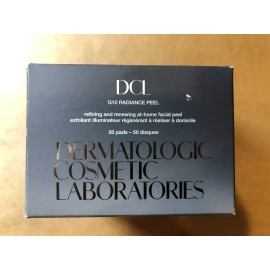 DCL
G10 RADIANCE PEEL
refining and renewing at-home facial peel
exfoliant illuminateur régénérant à réaliser à domicile
50 pads – 50 disques
DERMATOLOGIC
COSMETIC
LABORATORIES